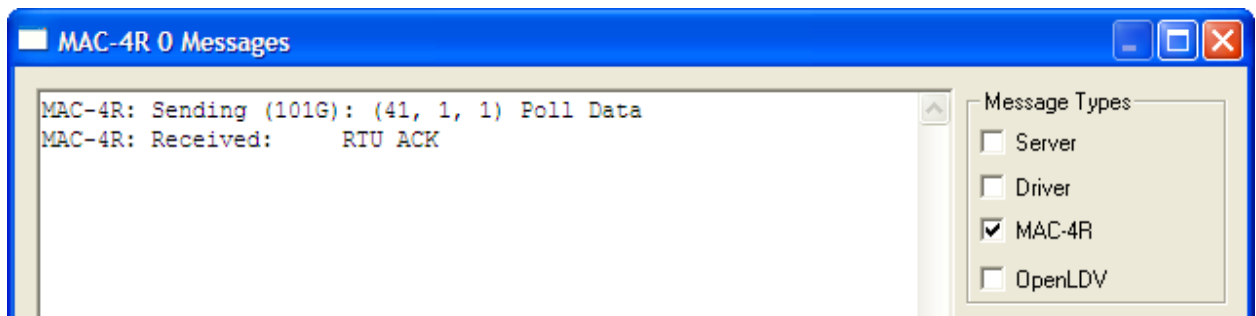 MAC-4R 0 Messages
MAC-4R: Sending (101G): (41, 1, 1) Poll Data
MAC-4R: Received:     RTU ACK
Message Types
Server
Driver
MAC-4R
OpenLDV